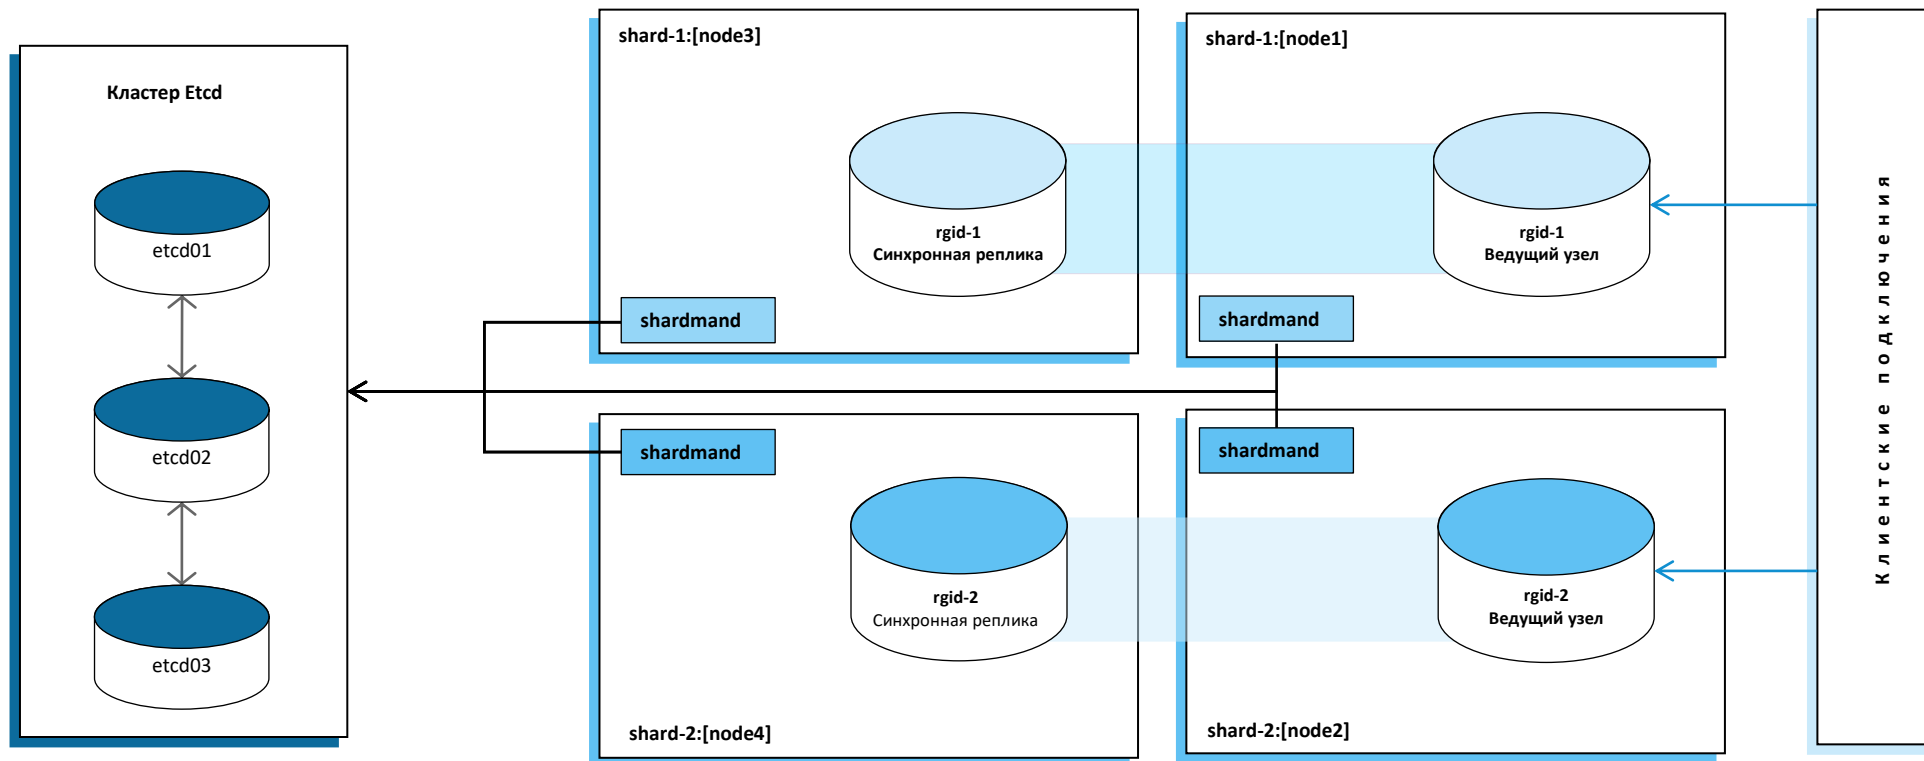 Кластер Etcd
etcd01
etcd02
etcd03
shard-1:[node3]
rgid-1
Синхронная реплика
shardmand
shard-1:[node1]
rgid-1
Ведущий узел
shardmand
shardmand
rgid-2
Синхронная реплика
shard-2:[node4]
shardmand
rgid-2
Ведущий узел
shard-2:[node2]
Клиентские подключения